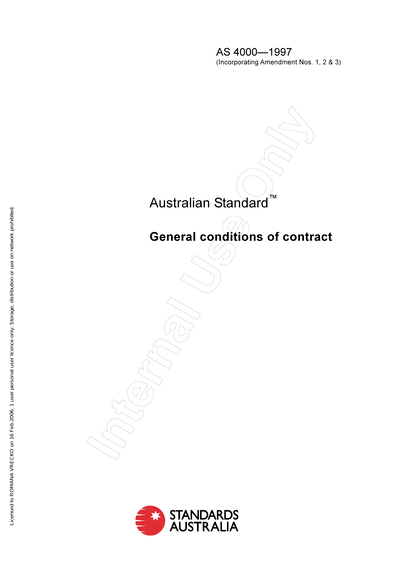 AS 4000—1997
(Incorporating Amendment Nos. 1, 2 & 3)
Australian Standard™
General conditions of contract
Internal Use Only
Licensed to ROMANA VRECKO on 16 Feb 2006. 1 user personal user licence only. Storage, distribution or use on network prohibited.
STANDARDS
AUSTRALIA